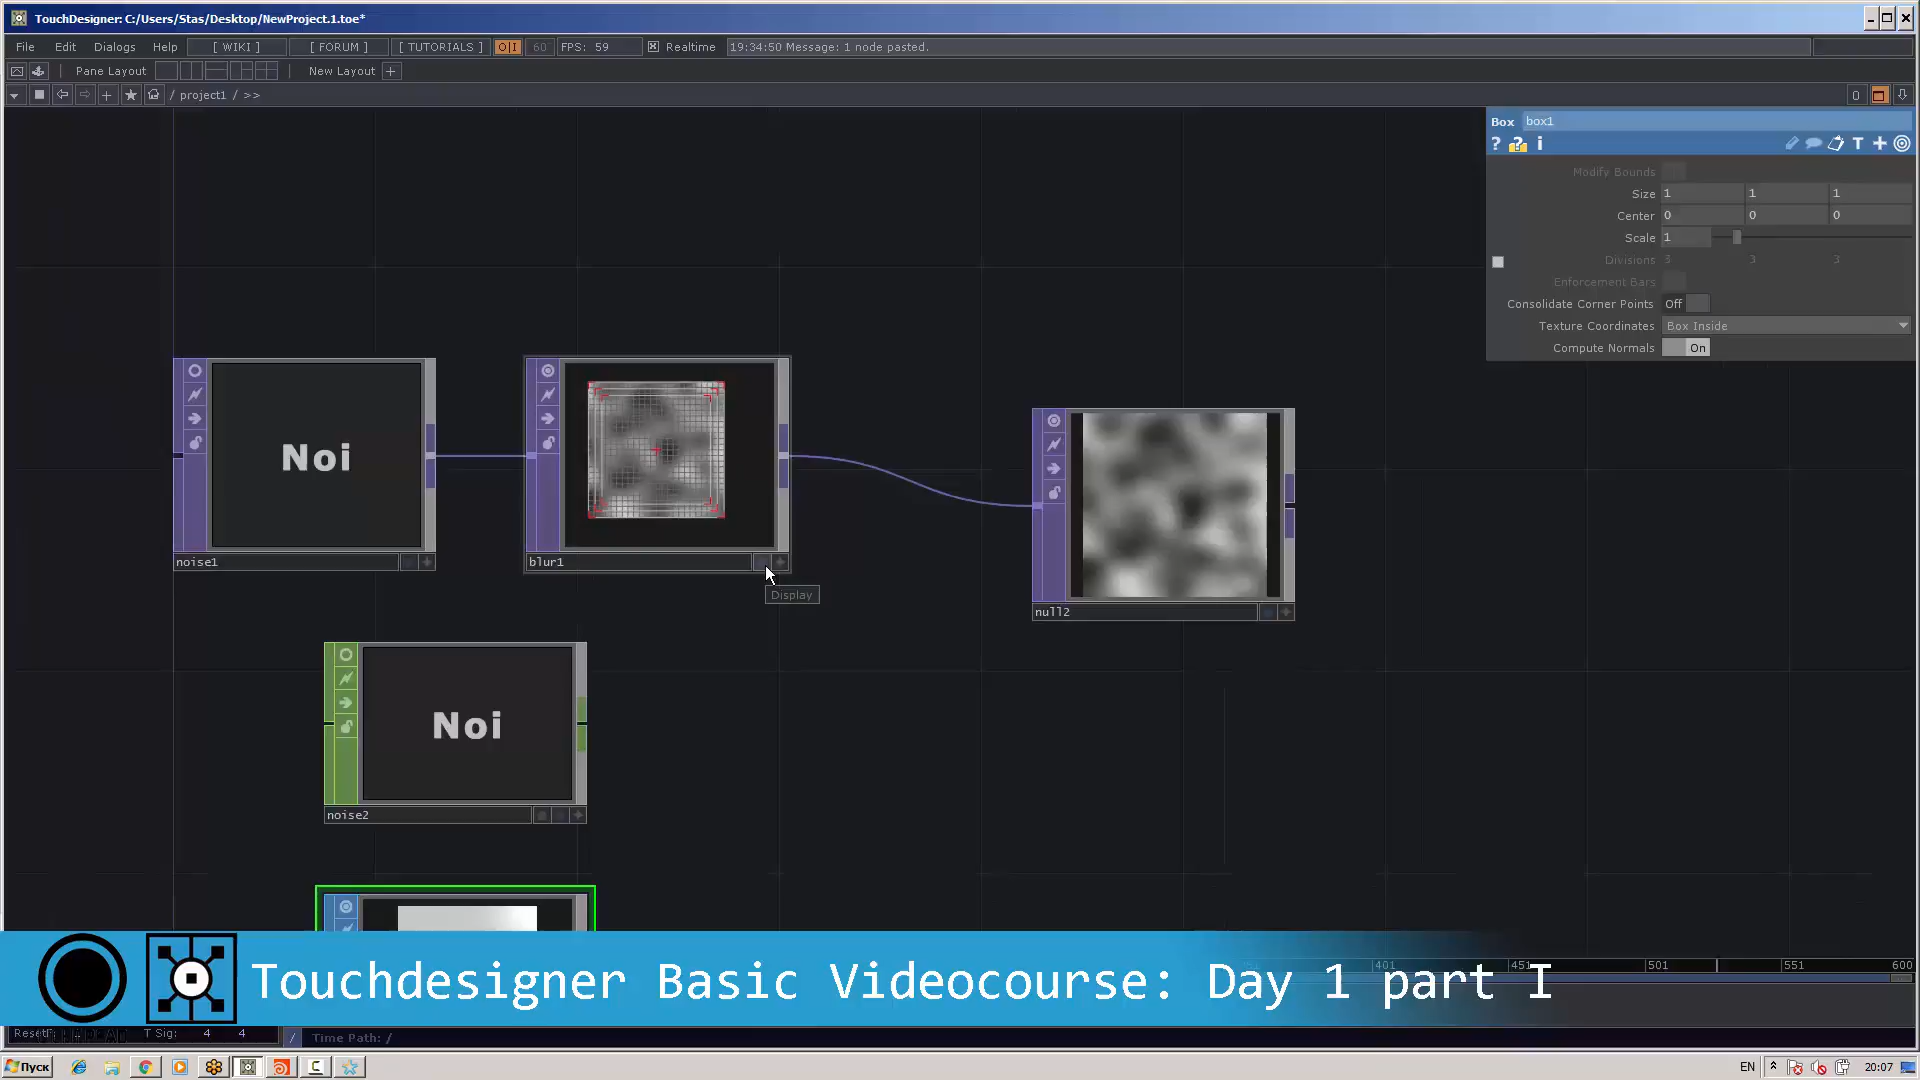 TouchDesigner: C:/Users/Stas/Desktop/NewProject.1.toe*
File Edit Dialogs Help [ WIKI ] [ FORUM ] [ TUTORIALS ] O|I 60 FPS: 59 Realtime 19:34:50 Message: 1 node pasted.
Pane Layout New Layout +
/ project1 / >> 0
Box box1
? ? i T
Modify Bounds
Size 1 1 1
Center 0 0 0
Scale 1
Divisions 3 3 3
Enforcement Bars
Consolidate Corner Points Off
Texture Coordinates Box Inside
Compute Normals On
Noi
noise1
blur1
Display
null2
Noi
noise2
401 451 501 551 600
Touchdesigner Basic Videocourse: Day 1 part I
T Sig: 4 4 / Time Path: /
Пуск EN 20:07